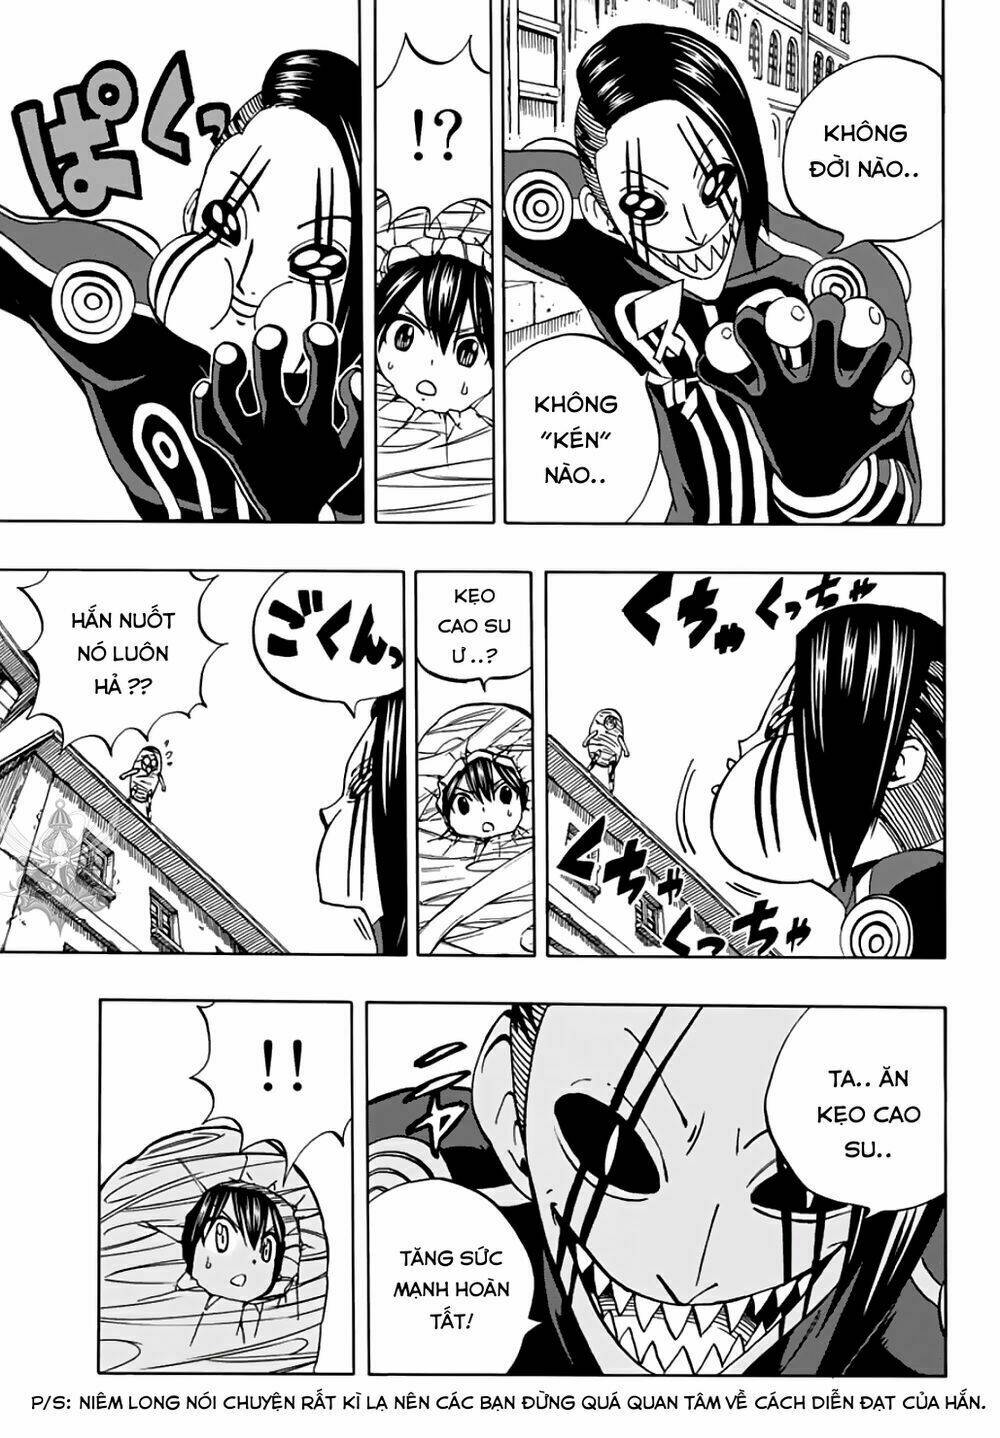 KHÔNG
ĐỜI NÀO..
KHÔNG
"KÉN"
NÀO..
!?
ぱくっ
くちゃ
くっちゃ
くちゃ
くっちゃ
KẸO
CAO SU
Ư..?
ごくんっ
HẮN NUỐT
NÓ LUÔN
HẢ ??
TA.. ĂN
KẸO CAO
SU..
TĂNG SỨC
MẠNH HOÀN
TẤT!
!!
P/S: NIÊM LONG NÓI CHUYỆN RẤT KÌ LẠ NÊN CÁC BẠN ĐỪNG QUÁ QUAN TÂM VỀ CÁCH DIỄN ĐẠT CỦA HẮN.